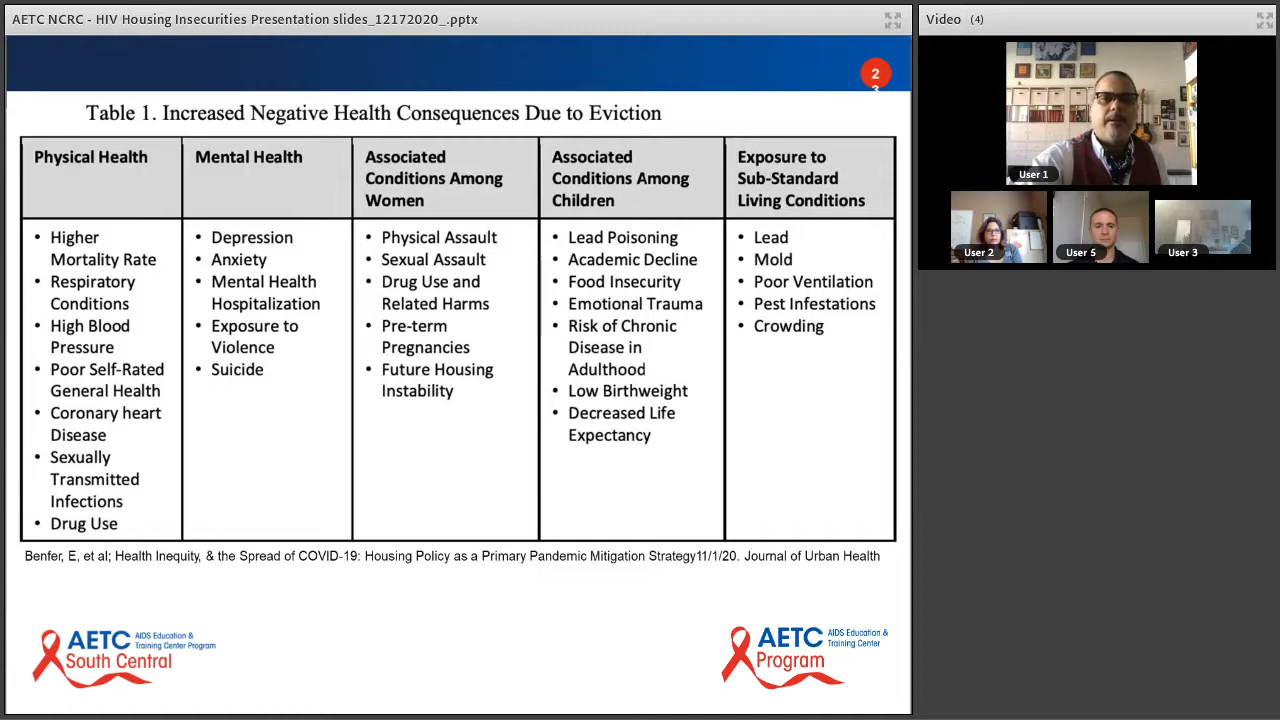 AETC NCRC - HIV Housing Insecurities Presentation slides_12172020_.pptx
2
3
Table 1. Increased Negative Health Consequences Due to Eviction
Physical Health
• Higher
Mortality Rate
• Respiratory
Conditions
• High Blood
Pressure
• Poor Self-Rated
General Health
• Coronary heart
Disease
• Sexually
Transmitted
Infections
• Drug Use
Mental Health
• Depression
• Anxiety
• Mental Health
Hospitalization
• Exposure to
Violence
• Suicide
Associated
Conditions Among
Women
• Physical Assault
• Sexual Assault
• Drug Use and
Related Harms
• Pre-term
Pregnancies
• Future Housing
Instability
Associated
Conditions Among
Children
• Lead Poisoning
• Academic Decline
• Food Insecurity
• Emotional Trauma
• Risk of Chronic
Disease in
Adulthood
• Low Birthweight
• Decreased Life
Expectancy
Exposure to
Sub-Standard
Living Conditions
• Lead
• Mold
• Poor Ventilation
• Pest Infestations
• Crowding
Benfer, E, et al; Health Inequity, & the Spread of COVID-19: Housing Policy as a Primary Pandemic Mitigation Strategy11/1/20. Journal of Urban Health
AETC AIDS Education &
Training Center Program
South Central
AETC AIDS Education &
Training Center
Program
Video (4)
User 1
User 2
User 5
User 3